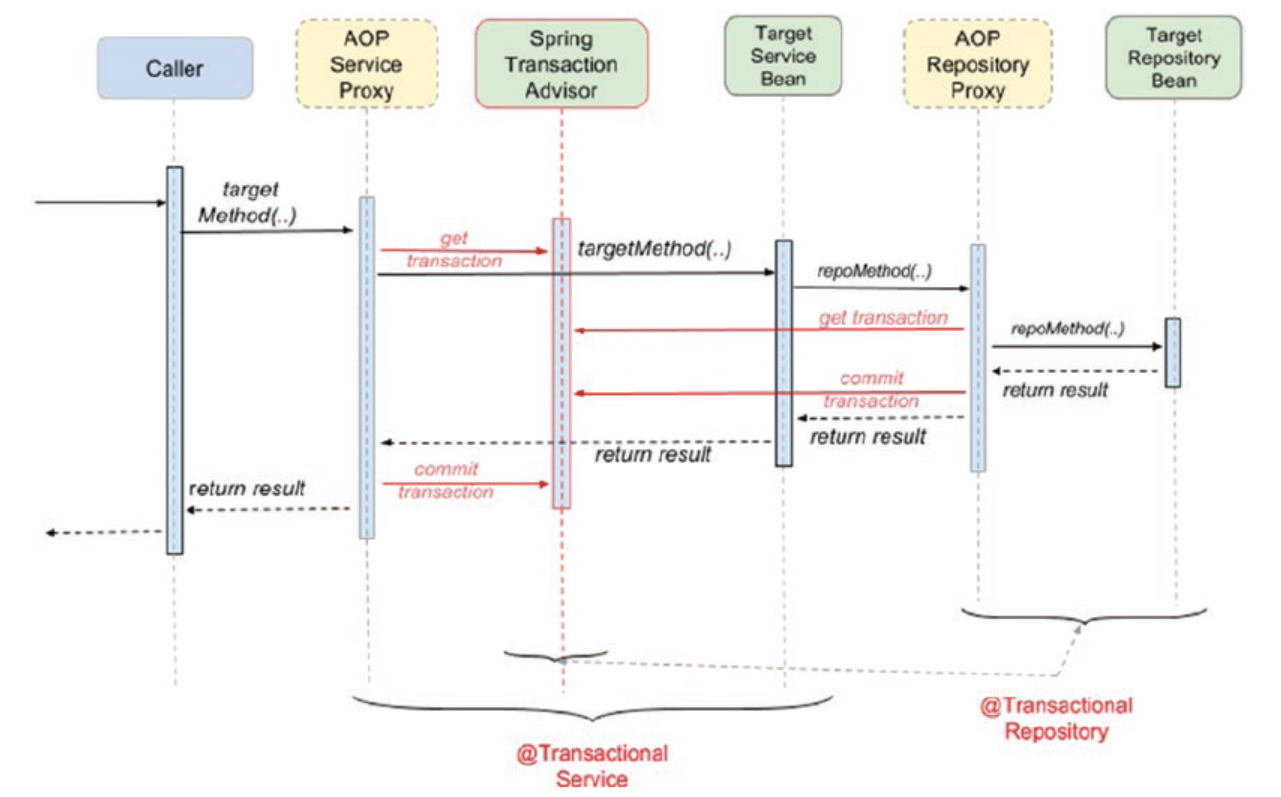 Caller
AOP
Service
Proxy
Spring
Transaction
Advisor
Target
Service
Bean
AOP
Repository
Proxy
Target
Repository
Bean
target
Method(..)
get
transaction
targetMethod(..)
repoMethod(..)
get transaction
repoMethod(..)
return result
commit
transaction
return result
return result
commit
transaction
return result
@Transactional
Repository
@Transactional
Service